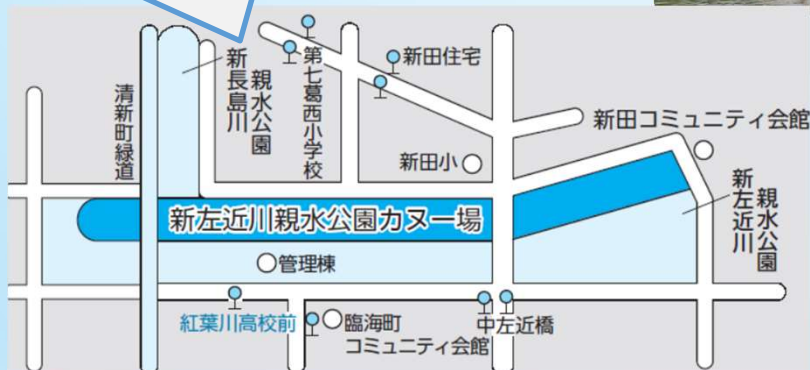 清新町緑道
新長島川
親水公園
第七葛西小学校
新田住宅
新田小
新田コミュニティ会館
新左近川
親水公園
新左近川親水公園カヌー場
管理棟
紅葉川高校前
臨海町
コミュニティ会館
中左近橋